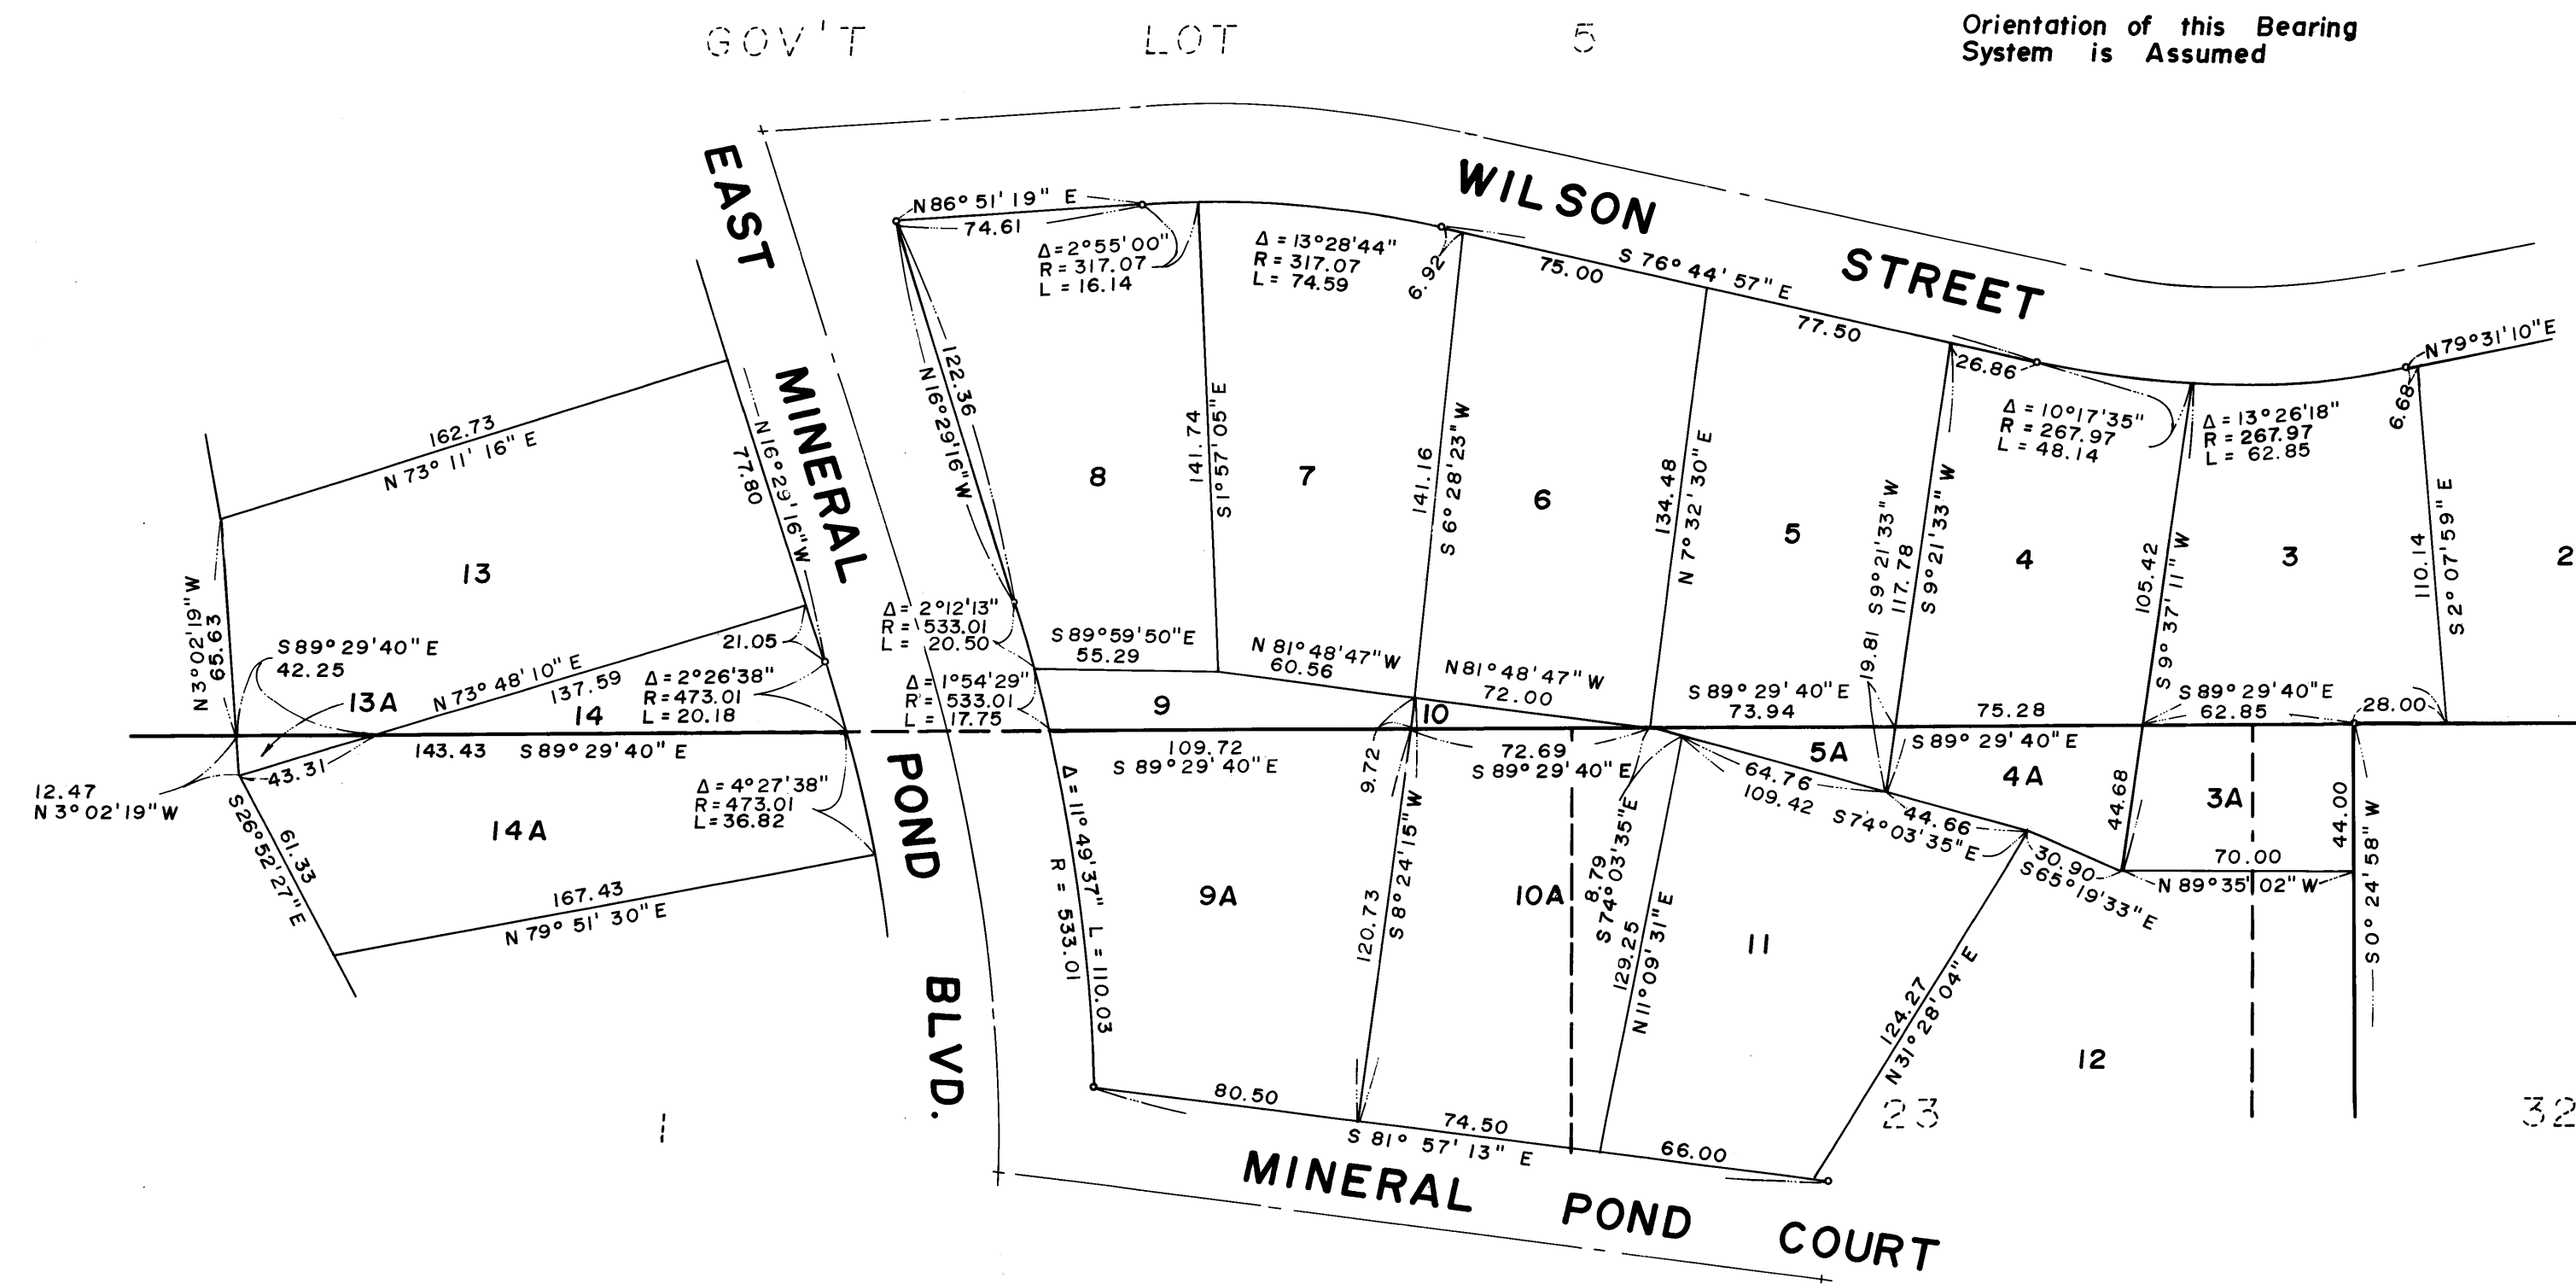 GOV'T LOT 5
Orientation of this Bearing
System is Assumed
EAST MINERAL POND BLVD.
WILSON STREET
MINERAL POND COURT
N86°51'19" E
74.61
Δ=2°55'00"
R=317.07
L=16.14
Δ=13°28'44"
R=317.07
L= 74.59
6.92
75.00
S 76°44'57" E
77.50
26.86
Δ=10°17'35"
R=267.97
L=48.14
Δ=13°26'18"
R=267.97
L= 62.85
6.68
N79°31'10"E
122.36
N16°29'16"W
8
141.74
S1°57'05"E
7
141.16
S 6°28'23"W
6
134.48
N 7°32'30"E
5
19.81 S 9°21'33"W
117.78
S 9°21'33" W
4
105.42
S 9°37'11" W
3
110.14
S2°07'59" E
2
162.73
N 73° 11' 16" E
N16°29'16"W
77.80
13
N3°02'19"W
65.63
S89°29'40"E
42.25
13A
N73°48'10"E
137.59
21.05
14
Δ=2°26'38"
R=473.01
L=20.18
Δ= 2°12'13"
R= 533.01
L= 20.50
Δ= 1°54'29"
R= 533.01
L= 17.75
S89°59'50"E
55.29
N 81°48'47"W
60.56
N81°48'47"W
72.00
S89°29'40"E
73.94
75.28
S 89°29'40"E
62.85
28.00
9
10
143.43 S89°29'40"E
43.31
12.47
N 3°02'19"W
S26°52'27"E
61.33
14A
Δ=4°27'38"
R=473.01
L=36.82
167.43
N 79° 51' 30" E
109.72
S 89°29'40"E
Δ=11°49'37" L=110.03
R = 533.01
9.72
72.69
S 89°29'40"E
S89°29'40"E
5A
4A
3A
64.76
109.42 S74°03'35"E
44.66
30.90
S65°19'33"E
44.68
70.00
N 89°35'02"W
44.00
S 0°24'58" W
9A
120.73
S 8°24'15"W
10A
8.79
S 74°03'35"E
129.25
N11°09'31"E
11
124.27
N31°28'04"E
12
80.50
74.50
S 81° 57' 13" E
66.00
1
23
32